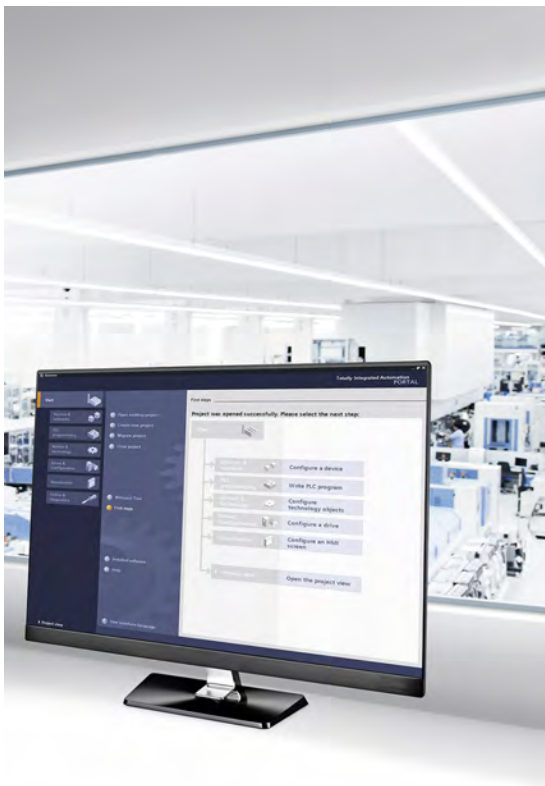 Totally Integrated Automation
PORTAL
Start
First steps
Project was opened successfully. Please select the next step:
Open existing project
Create new project
Migrate project
Close project
Welcome Tour
First steps
Installed software
Help
User interface language
Configure a device
Write PLC program
Configure
technology objects
Configure a drive
Configure an HMI
screen
Open the project view
Project view